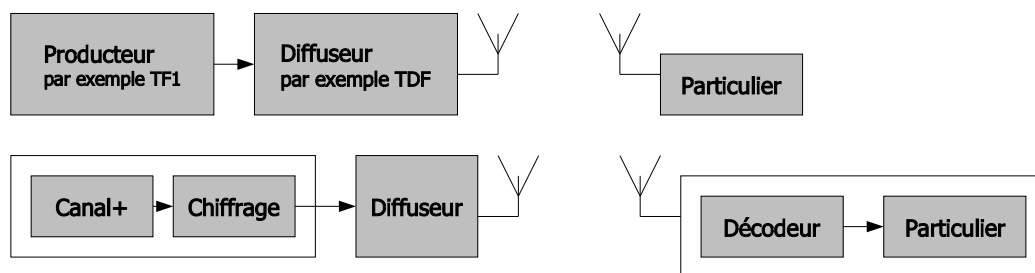 Producteur
par exemple TF1
Diffuseur
par exemple TDF
Particulier
Canal+
Chiffrage
Diffuseur
Décodeur
Particulier